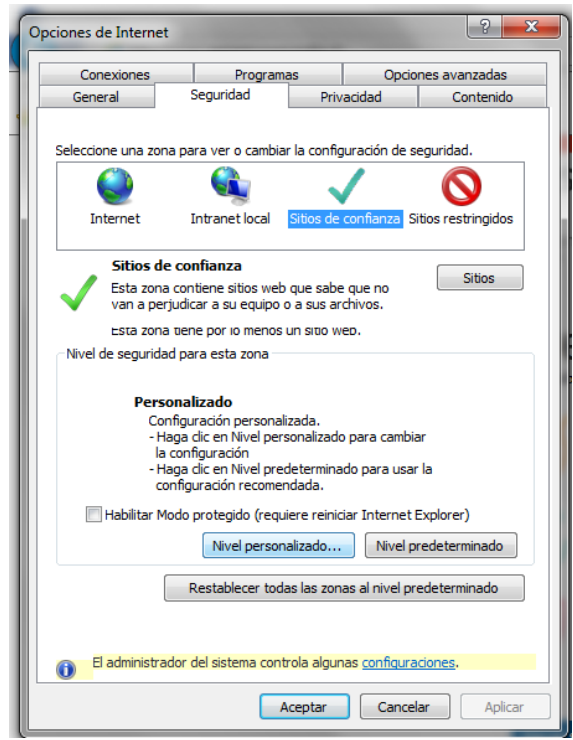 Opciones de Internet
Conexiones Programas Opciones avanzadas
General Seguridad Privacidad Contenido
Seleccione una zona para ver o cambiar la configuración de seguridad.
Internet Intranet local Sitios de confianza Sitios restringidos
Sitios de confianza
Sitios
Esta zona contiene sitios web que sabe que no
van a perjudicar a su equipo o a sus archivos.
Esta zona tiene por lo menos un sitio web.
Nivel de seguridad para esta zona
Personalizado
Configuración personalizada.
- Haga clic en Nivel personalizado para cambiar
la configuración
- Haga clic en Nivel predeterminado para usar la
configuración recomendada.
Habilitar Modo protegido (requiere reiniciar Internet Explorer)
Nivel personalizado... Nivel predeterminado
Restablecer todas las zonas al nivel predeterminado
El administrador del sistema controla algunas configuraciones.
Aceptar Cancelar Aplicar